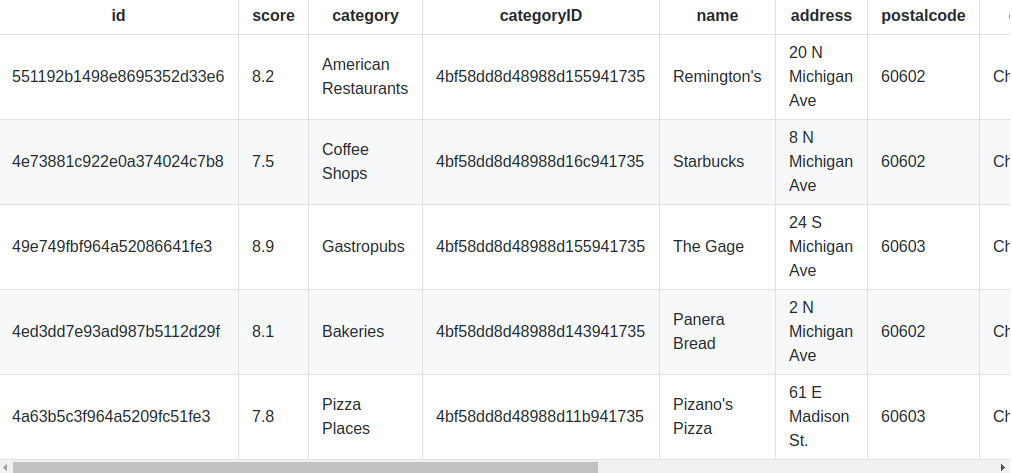 id score category categoryID name address postalcode
551192b1498e8695352d33e6 8.2 American Restaurants 4bf58dd8d48988d155941735 Remington's 20 N Michigan Ave 60602 Ch
4e73881c922e0a374024c7b8 7.5 Coffee Shops 4bf58dd8d48988d16c941735 Starbucks 8 N Michigan Ave 60602 Ch
49e749fbf964a52086641fe3 8.9 Gastropubs 4bf58dd8d48988d155941735 The Gage 24 S Michigan Ave 60603 Ch
4ed3dd7e93ad987b5112d29f 8.1 Bakeries 4bf58dd8d48988d143941735 Panera Bread 2 N Michigan Ave 60602 Ch
4a63b5c3f964a5209fc51fe3 7.8 Pizza Places 4bf58dd8d48988d11b941735 Pizano's Pizza 61 E Madison St. 60603 Ch